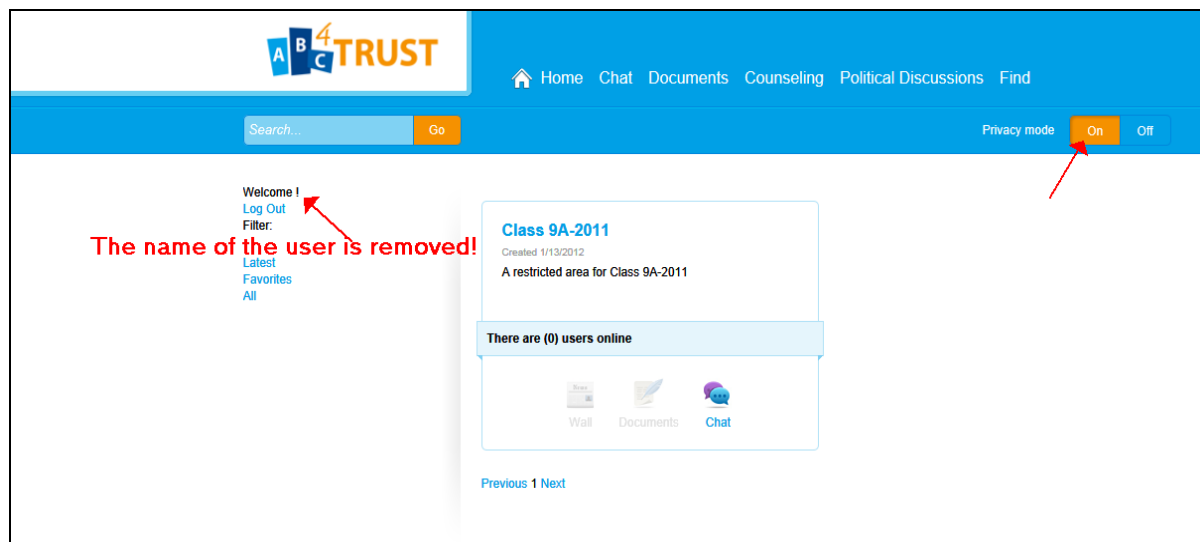 A B C 4 TRUST
Home Chat Documents Counseling Political Discussions Find
Search... Go
Privacy mode On Off
Welcome !
Log Out
Filter:
The name of the user is removed!
Latest
Favorites
All
Class 9A-2011
Created 1/13/2012
A restricted area for Class 9A-2011
There are (0) users online
Wall Documents Chat
Previous 1 Next